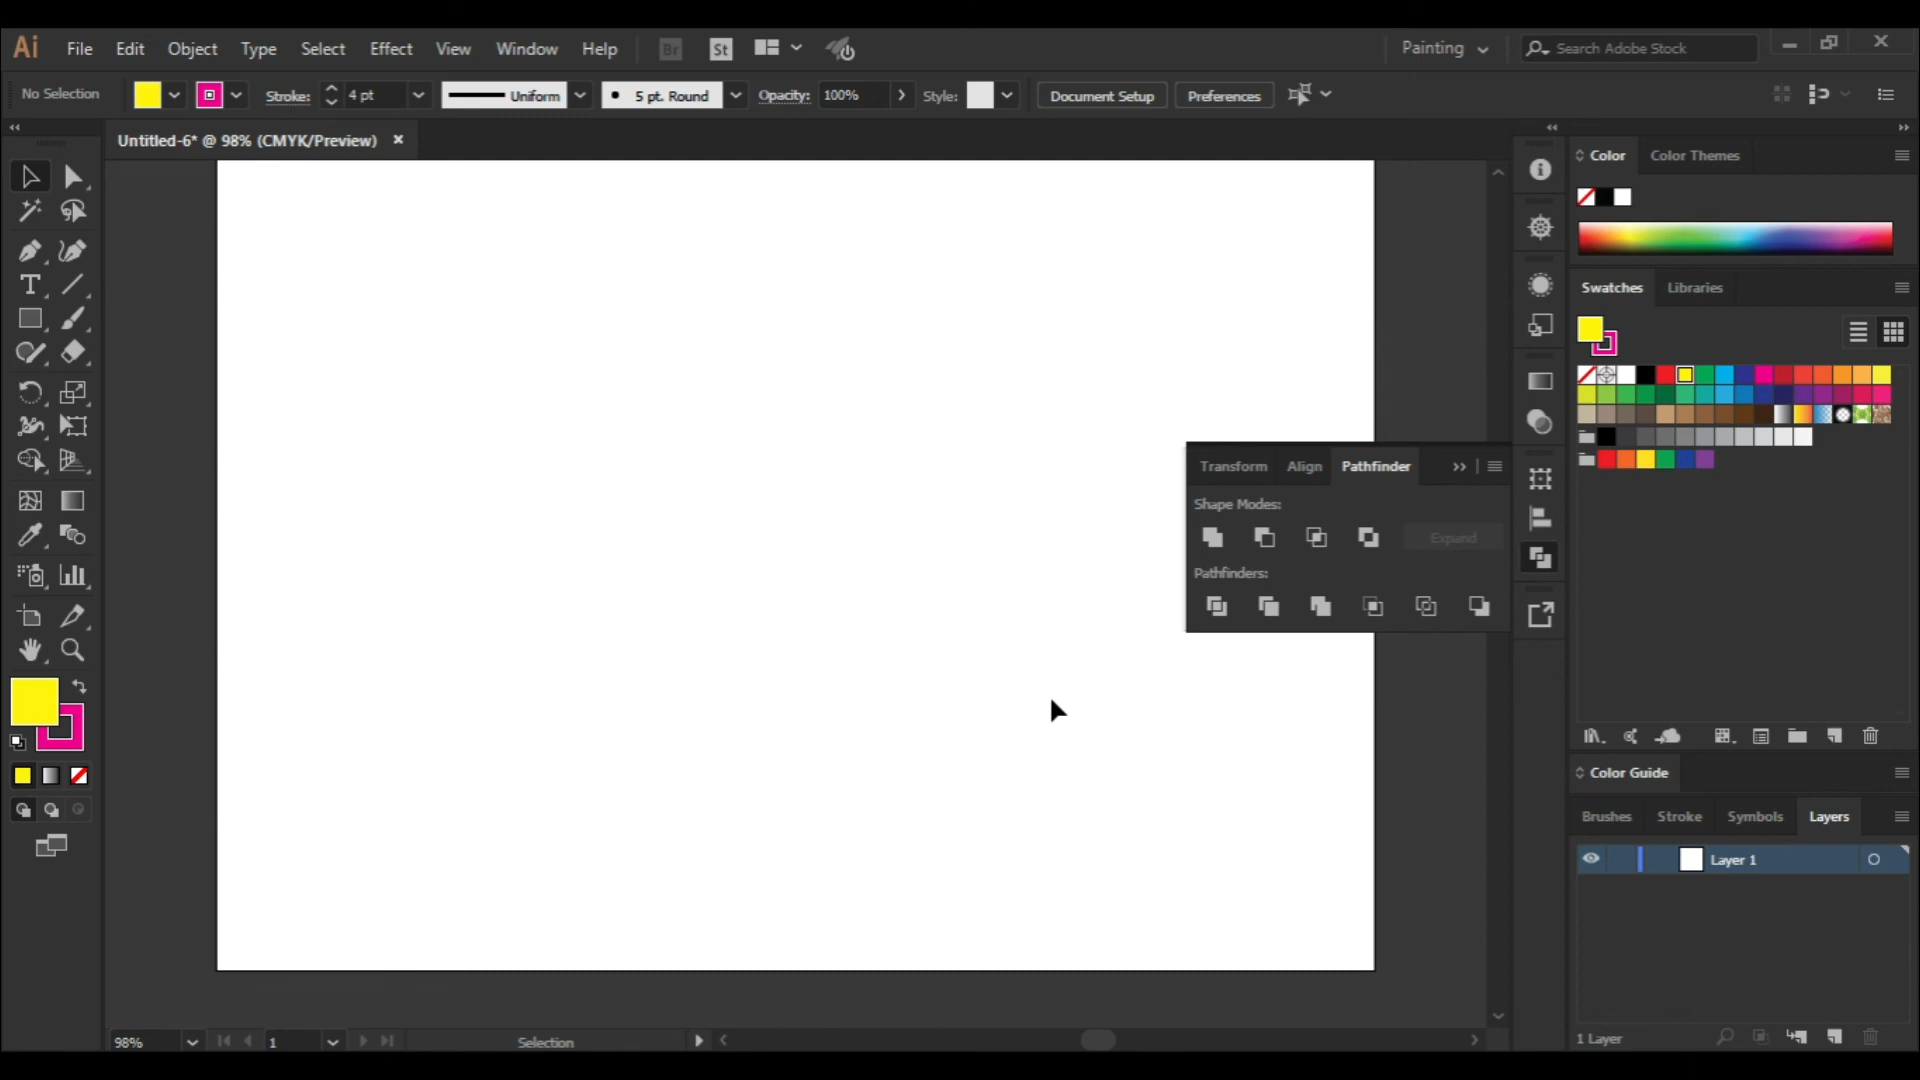 Ai File Edit Object Type Select Effect View Window Help Br St Painting Search Adobe Stock
No Selection Stroke: 4 pt Uniform 5 pt. Round Opacity: 100% Style: Document Setup Preferences
Untitled-6* @ 98% (CMYK/Preview)
Color Color Themes
Swatches Libraries
Transform Align Pathfinder
Shape Modes:
Expand
Pathfinders:
Color Guide
Brushes Stroke Symbols Layers
Layer 1
98% 1 Selection
1 Layer